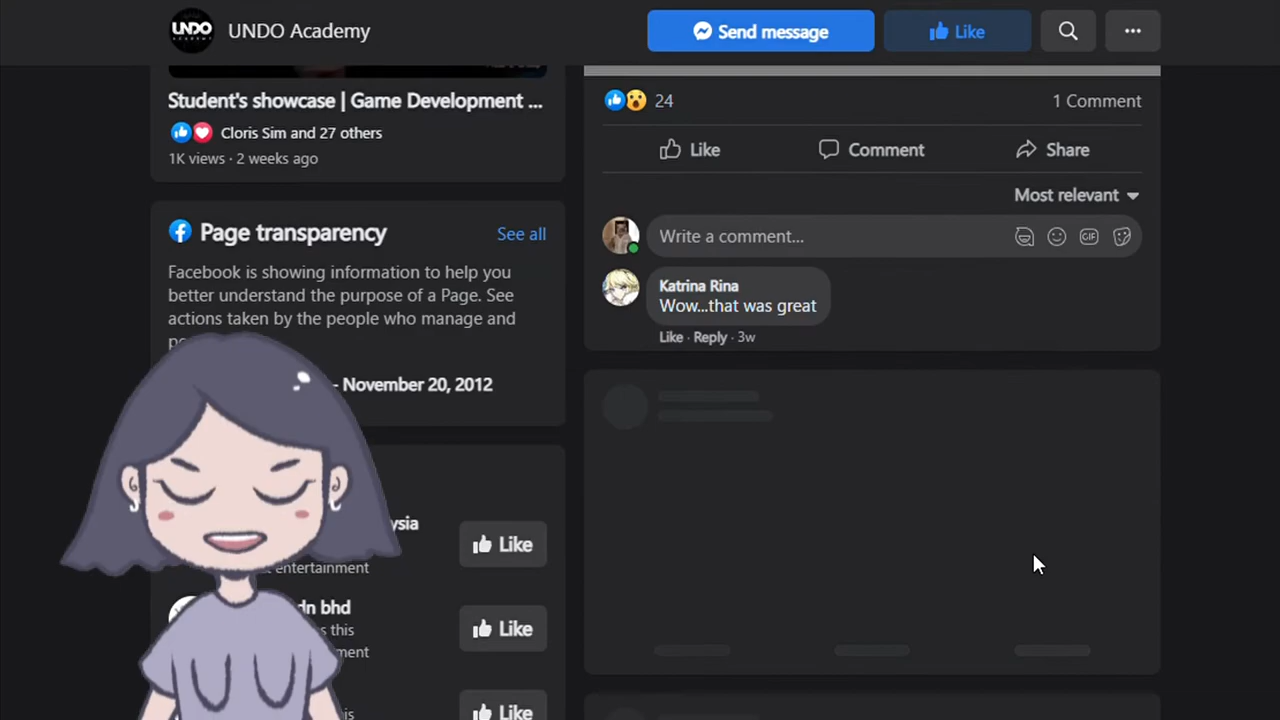 UNDO
ACADEMY
UNDO Academy
Send message
Like
Student's showcase | Game Development ...
Cloris Sim and 27 others
1K views · 2 weeks ago
Page transparency
See all
Facebook is showing information to help you
better understand the purpose of a Page. See
actions taken by the people who manage and
- November 20, 2012
Like
entertainment
dn bhd
s this
Like
Like
24
1 Comment
Like
Comment
Share
Most relevant
Write a comment...
GIF
Katrina Rina
Wow...that was great
Like · Reply · 3w